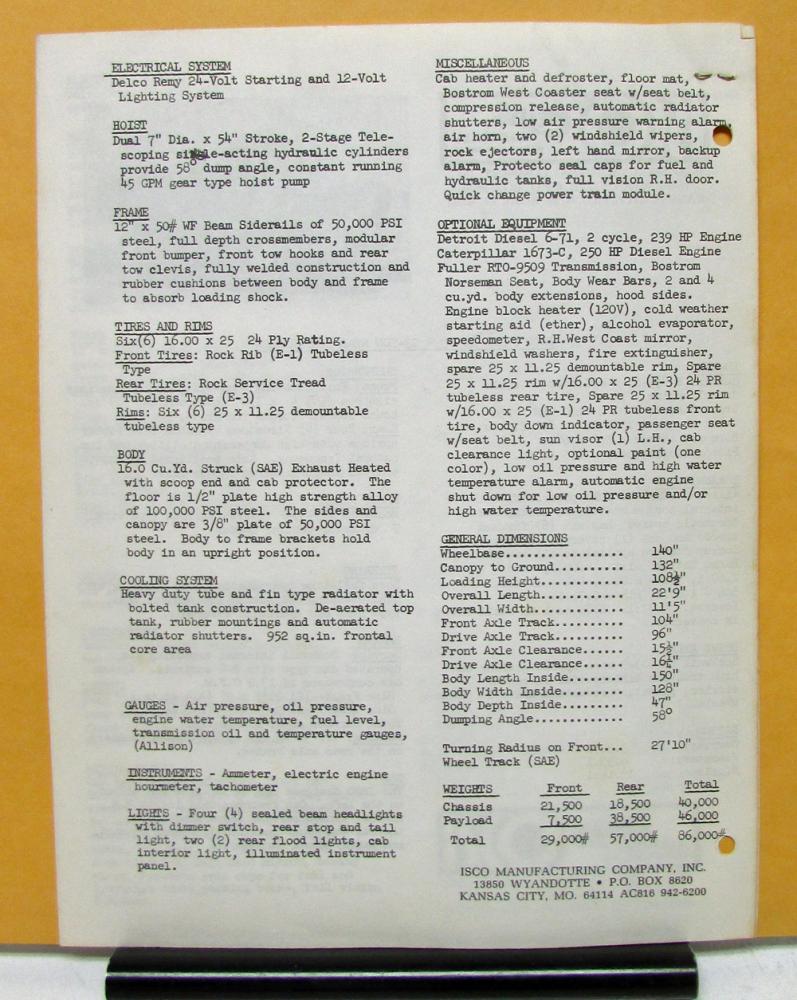 ELECTRICAL SYSTEM
Delco Remy 24-Volt Starting and 12-Volt
Lighting System
HOIST
Dual 7" Dia. x 54" Stroke, 2-Stage Tele-
scoping single-acting hydraulic cylinders
provide 58° dump angle, constant running
45 GPM gear type hoist pump
FRAME
12" x 50# WF Beam Siderails of 50,000 PSI
steel, full depth crossmembers, modular
front bumper, front tow hooks and rear
tow clevis, fully welded construction and
rubber cushions between body and frame
to absorb loading shock.
TIRES AND RIMS
Six(6) 16.00 x 25 24 Ply Rating.
Front Tires: Rock Rib (E-1) Tubeless
Type
Rear Tires: Rock Service Tread
Tubeless Type (E-3)
Rims: Six (6) 25 x 11.25 demountable
tubeless type
BODY
16.0 Cu.Yd. Struck (SAE) Exhaust Heated
with scoop end and cab protector. The
floor is 1/2" plate high strength alloy
of 100,000 PSI steel. The sides and
canopy are 3/8" plate of 50,000 PSI
steel. Body to frame brackets hold
body in an upright position.
COOLING SYSTEM
Heavy duty tube and fin type radiator with
bolted tank construction. De-aerated top
tank, rubber mountings and automatic
radiator shutters. 952 sq.in. frontal
core area
GAUGES - Air pressure, oil pressure,
engine water temperature, fuel level,
transmission oil and temperature gauges,
(Allison)
INSTRUMENTS - Ammeter, electric engine
hourmeter, tachometer
LIGHTS - Four (4) sealed beam headlights
with dimmer switch, rear stop and tail
light, two (2) rear flood lights, cab
interior light, illuminated instrument
panel.
MISCELLANEOUS
Cab heater and defroster, floor mat,
Bostrom West Coaster seat w/seat belt,
compression release, automatic radiator
shutters, low air pressure warning alarm,
air horn, two (2) windshield wipers,
rock ejectors, left hand mirror, backup
alarm, Protecto seal caps for fuel and
hydraulic tanks, full vision R.H. door.
Quick change power train module.
OPTIONAL EQUIPMENT
Detroit Diesel 6-71, 2 cycle, 239 HP Engine
Caterpillar 1673-C, 250 HP Diesel Engine
Fuller RTO-9509 Transmission, Bostrom
Norseman Seat, Body Wear Bars, 2 and 4
cu.yd. body extensions, hood sides.
Engine block heater (120V), cold weather
starting aid (ether), alcohol evaporator,
speedometer, R.H.West Coast mirror,
windshield washers, fire extinguisher,
spare 25 x 11.25 demountable rim, Spare
25 x 11.25 rim w/16.00 x 25 (E-3) 24 PR
tubeless rear tire, Spare 25 x 11.25 rim
w/16.00 x 25 (E-1) 24 PR tubeless front
tire, body down indicator, passenger seat
w/seat belt, sun visor (1) L.H., cab
clearance light, optional paint (one
color), low oil pressure and high water
temperature alarm, automatic engine
shut down for low oil pressure and/or
high water temperature.
GENERAL DIMENSIONS
Wheelbase................. 140"
Canopy to Ground.......... 132"
Loading Height............ 108½"
Overall Length............ 22'9"
Overall Width............. 11'5"
Front Axle Track.......... 104"
Drive Axle Track.......... 96"
Front Axle Clearance...... 15½"
Drive Axle Clearance...... 16¼"
Body Length Inside........ 150"
Body Width Inside......... 128"
Body Depth Inside......... 47"
Dumping Angle............. 58°
Turning Radius on Front... 27'10"
Wheel Track (SAE)
WEIGHTS Front Rear Total
Chassis 21,500 18,500 40,000
Payload 7,500 38,500 46,000
Total 29,000# 57,000# 86,000#
ISCO MANUFACTURING COMPANY, INC.
13850 WYANDOTTE • P.O. BOX 8620
KANSAS CITY, MO. 64114 AC816 942-6200